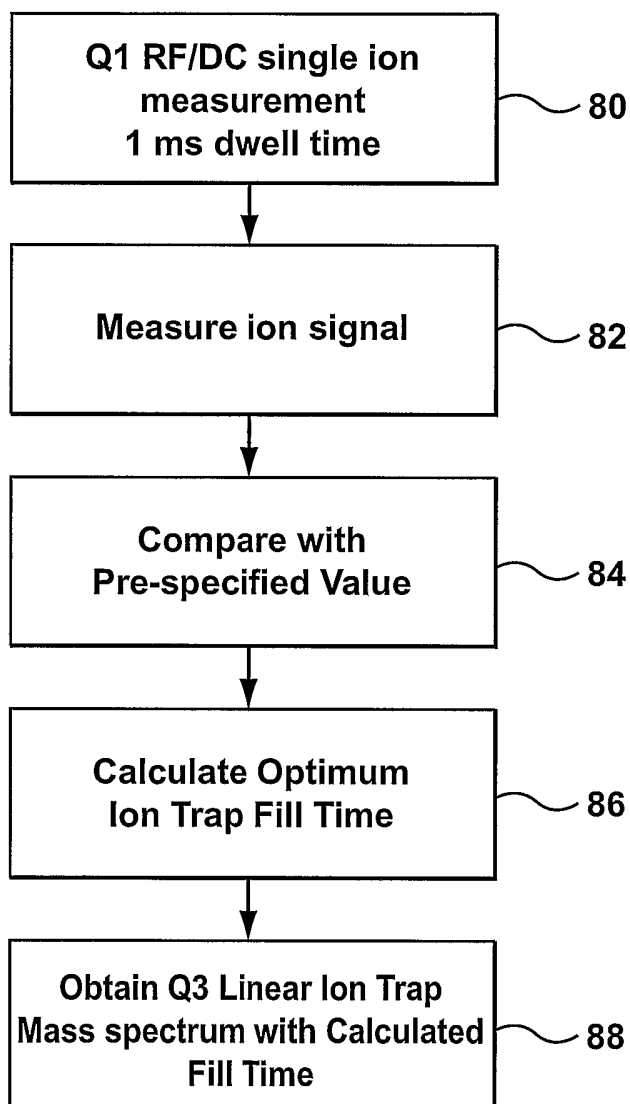 Q1 RF/DC single ion
measurement
1 ms dwell time
80
Measure ion signal
82
Compare with
Pre-specified Value
84
Calculate Optimum
Ion Trap Fill Time
86
Obtain Q3 Linear Ion Trap
Mass spectrum with Calculated
Fill Time
88